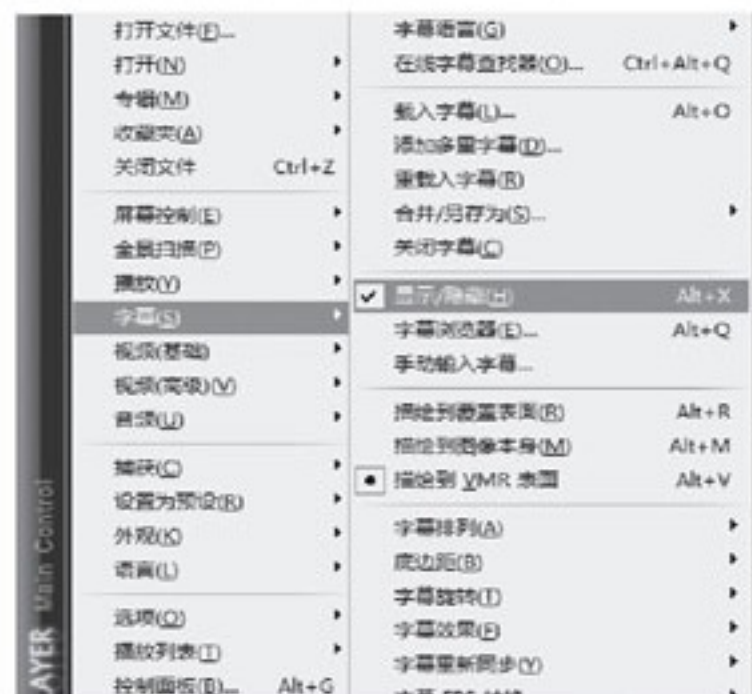 打开文件(F)...
打开(N)
专辑(M)
收藏夹(A)
关闭文件 Ctrl+Z
屏幕控制(E)
全景扫描(P)
播放(Y)
字幕(S)
视频(基础)
视频(高级)(V)
音频(U)
捕获(C)
设置为预设(R)
外观(K)
语言(L)
选项(O)
播放列表(T)
控制面板(B)... Alt+G
字幕语言(G)
在线字幕查找器(O)... Ctrl+Alt+Q
载入字幕(L)... Alt+O
添加多重字幕(D)...
重载入字幕(R)
合并/另存为(S)...
关闭字幕(C)
显示/隐藏(H) Alt+X
字幕浏览器(E)... Alt+Q
手动输入字幕...
描绘到覆盖表面(R) Alt+R
描绘到图像本身(M) Alt+M
描绘到 VMR 表面 Alt+V
字幕排列(A)
底边距(B)
字幕旋转(T)
字幕效果(F)
字幕重新同步(Y)
AYER Main Control